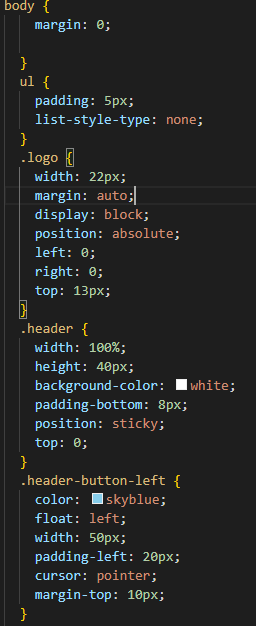 body {
margin: 0;
}
ul {
padding: 5px;
list-style-type: none;
}
.logo {
width: 22px;
margin: auto;
display: block;
position: absolute;
left: 0;
right: 0;
top: 13px;
}
.header {
width: 100%;
height: 40px;
background-color: white;
padding-bottom: 8px;
position: sticky;
top: 0;
}
.header-button-left {
color: skyblue;
float: left;
width: 50px;
padding-left: 20px;
cursor: pointer;
margin-top: 10px;
}